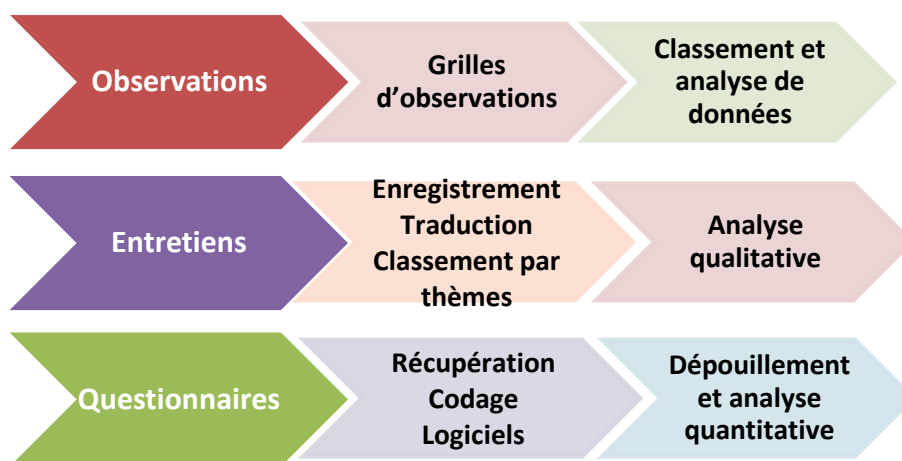 Observations
Grilles
d’observations
Classement et
analyse de
données
Entretiens
Enregistrement
Traduction
Classement par
thèmes
Analyse
qualitative
Questionnaires
Récupération
Codage
Logiciels
Dépouillement
et analyse
quantitative